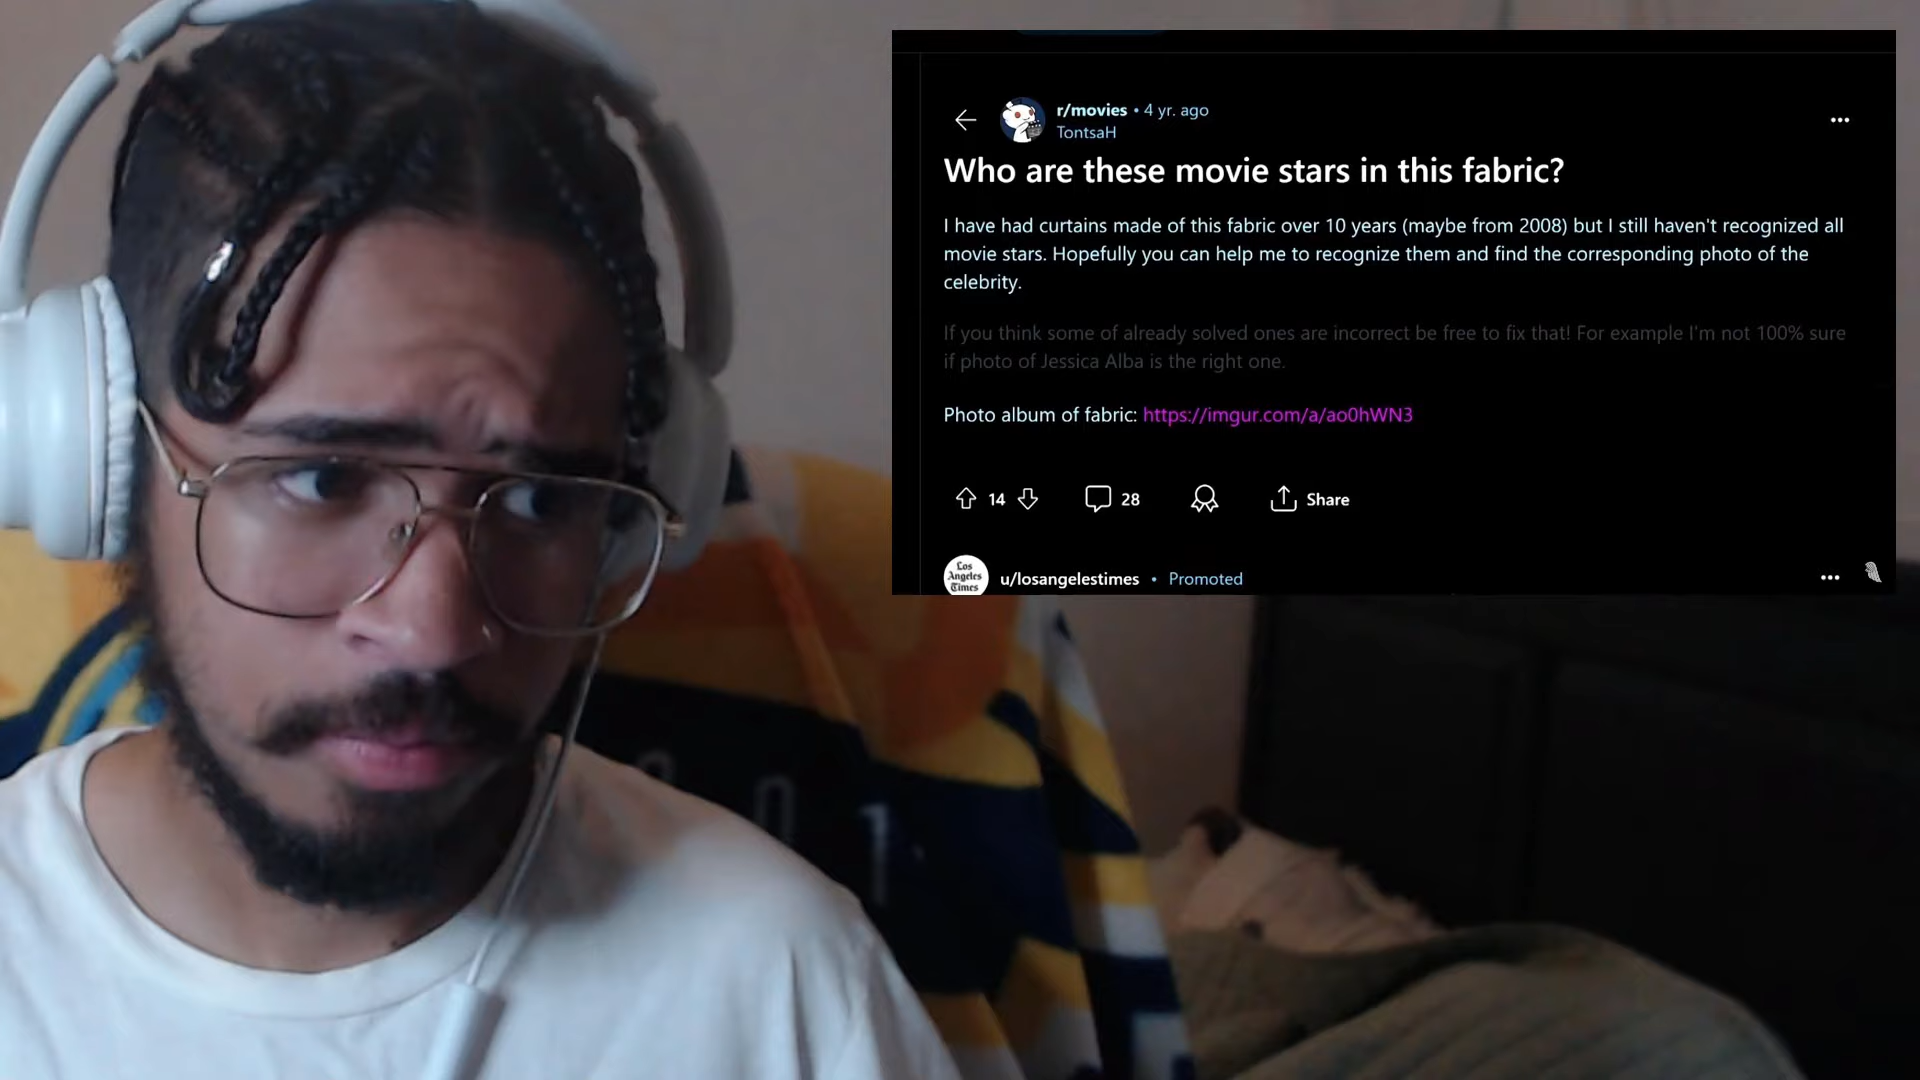 r/movies • 4 yr. ago
TontsaH
Who are these movie stars in this fabric?
I have had curtains made of this fabric over 10 years (maybe from 2008) but I still haven't recognized all
movie stars. Hopefully you can help me to recognize them and find the corresponding photo of the
celebrity.
If you think some of already solved ones are incorrect be free to fix that! For example I'm not 100% sure
if photo of Jessica Alba is the right one.
Photo album of fabric: https://imgur.com/a/ao0hWN3
14
28
Share
Los
Angeles
Times
u/losangelestimes • Promoted
0 1